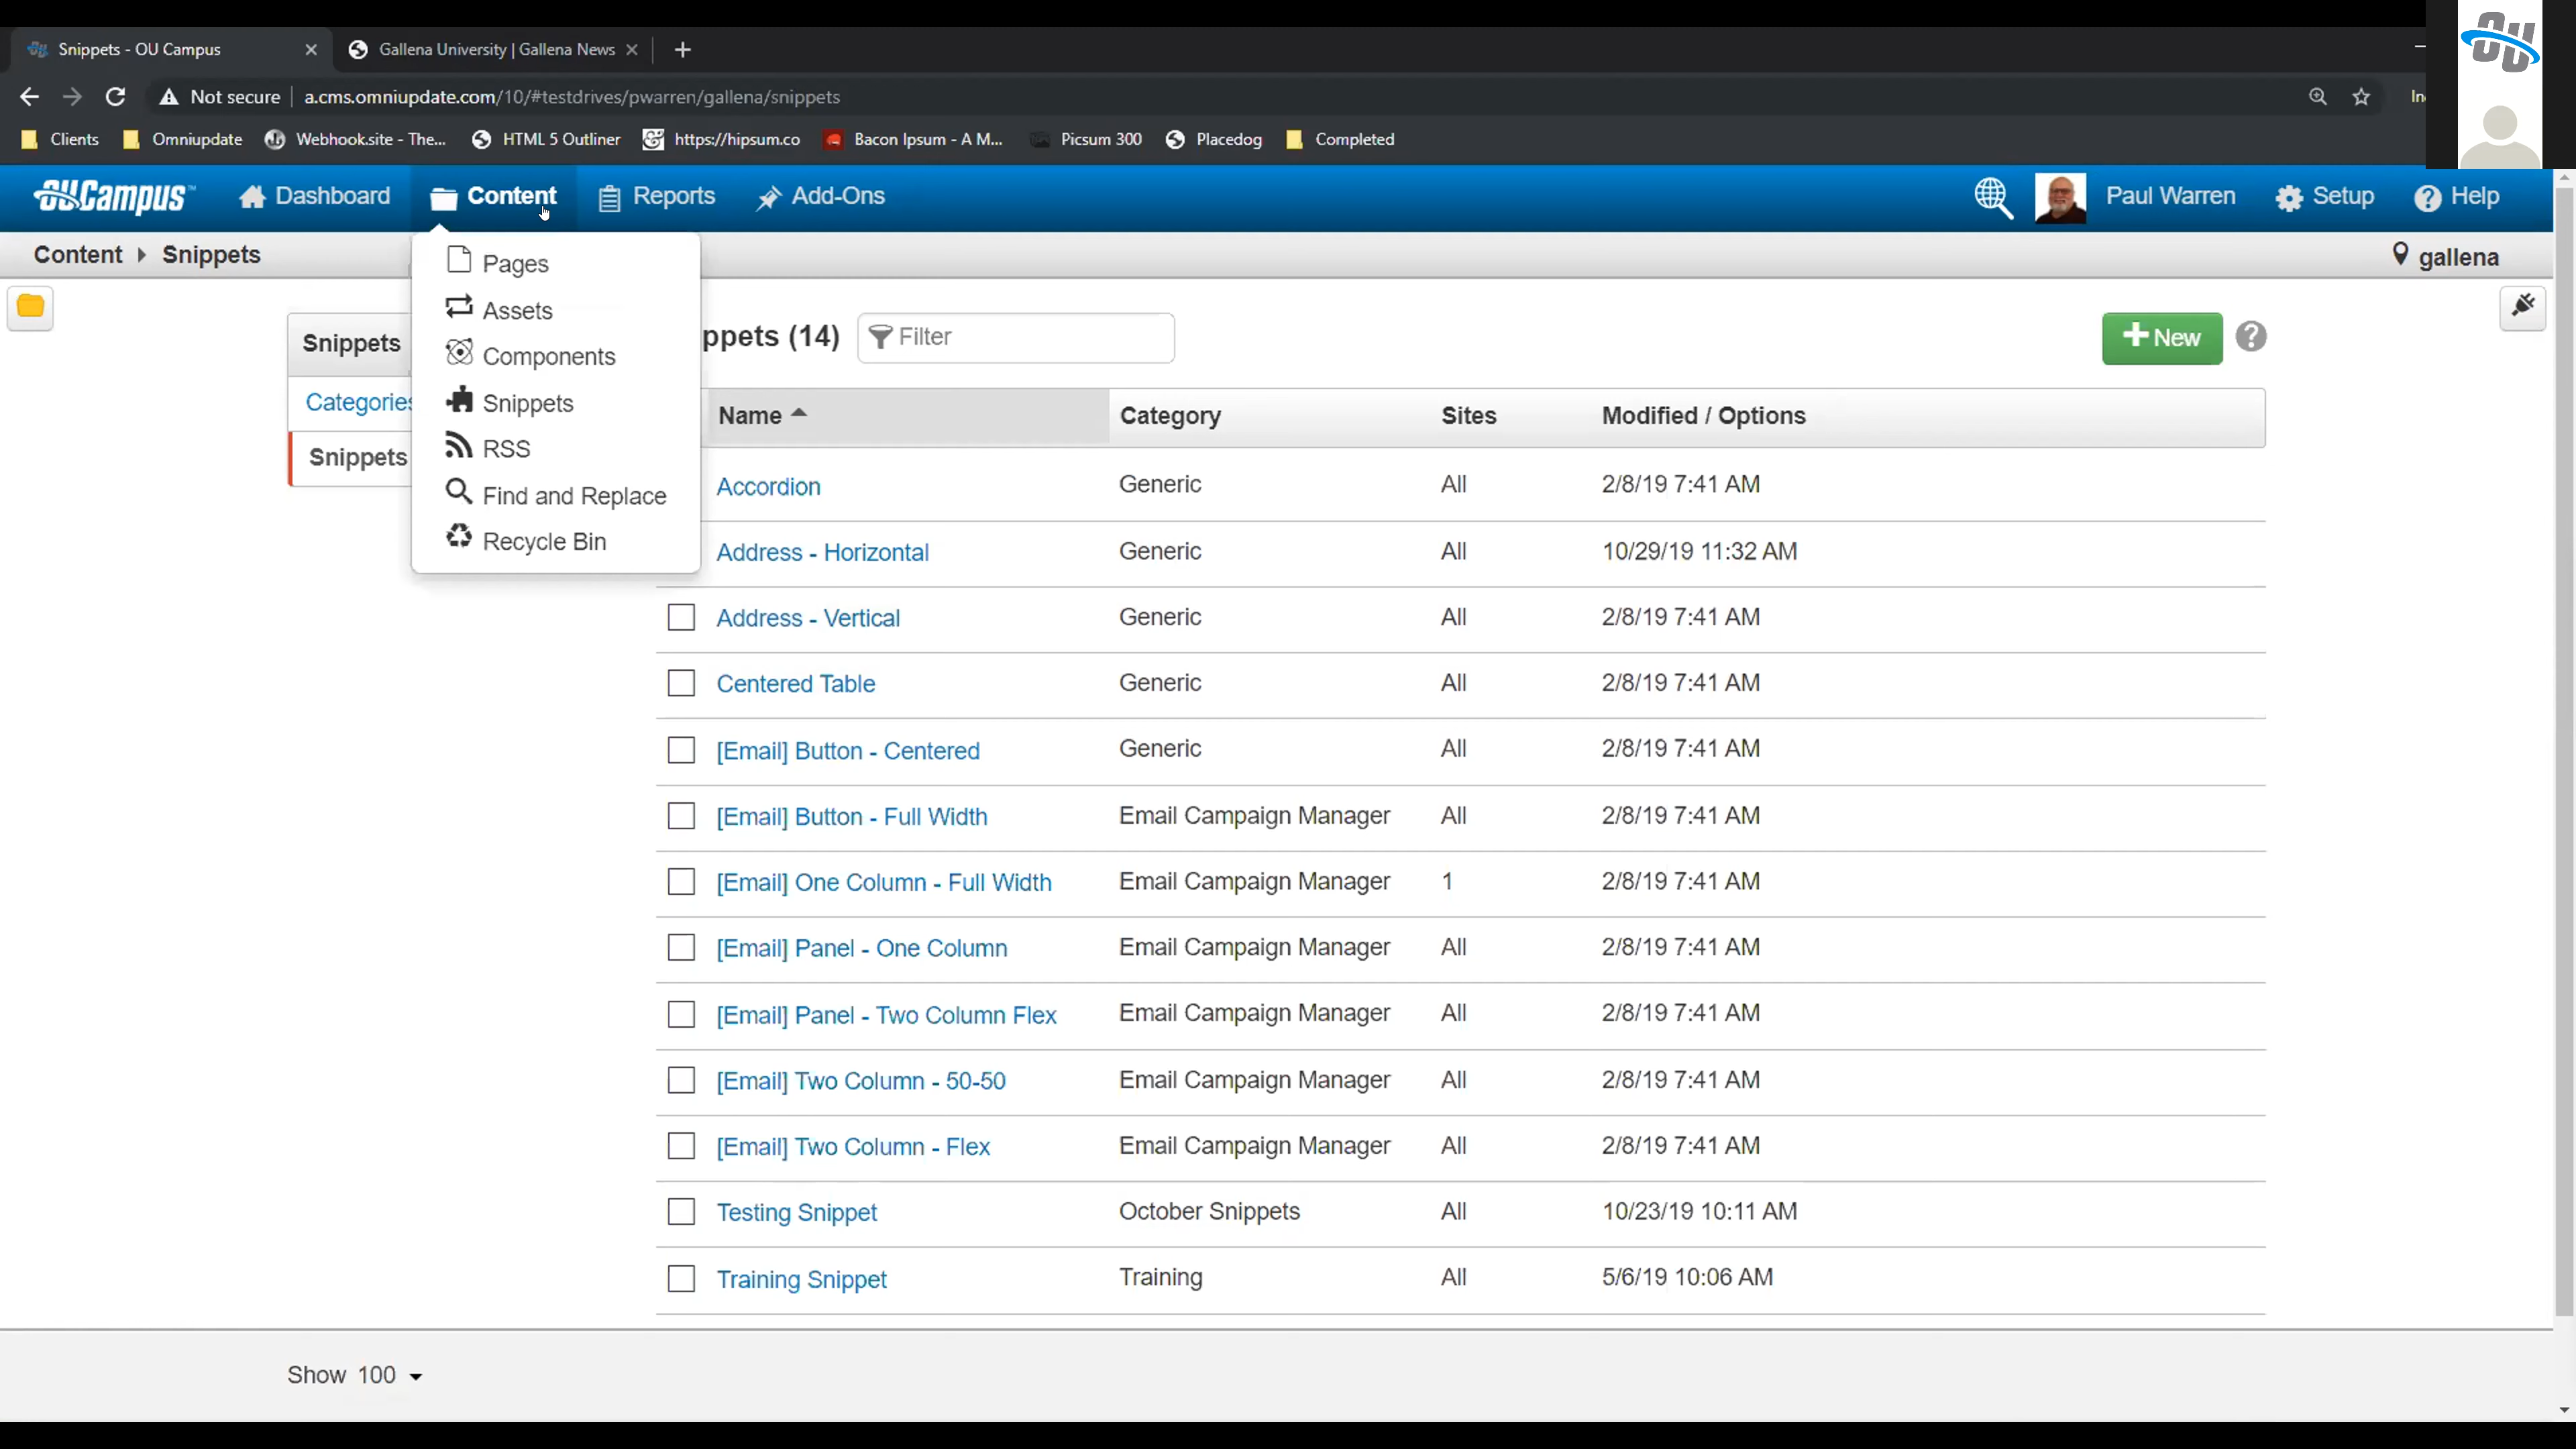 Snippets - OU Campus
Gallena University | Gallena News
OU
Not secure
a.cms.omniupdate.com/10/#testdrives/pwarren/gallena/snippets
Clients
Omniupdate
Webhook.site - The...
HTML 5 Outliner
https://hipsum.co
Bacon Ipsum - A M...
Picsum 300
Placedog
Completed
OUCampus™
Dashboard
Content
Reports
Add-Ons
Paul Warren
Setup
Help
Content
Snippets
gallena
Pages
Assets
Components
Snippets
RSS
Find and Replace
Recycle Bin
Snippets
Categories
Snippets
ppets (14)
Filter
New
Name
Category
Sites
Modified / Options
Accordion
Generic
All
2/8/19 7:41 AM
Address - Horizontal
Generic
All
10/29/19 11:32 AM
Address - Vertical
Generic
All
2/8/19 7:41 AM
Centered Table
Generic
All
2/8/19 7:41 AM
[Email] Button - Centered
Generic
All
2/8/19 7:41 AM
[Email] Button - Full Width
Email Campaign Manager
All
2/8/19 7:41 AM
[Email] One Column - Full Width
Email Campaign Manager
1
2/8/19 7:41 AM
[Email] Panel - One Column
Email Campaign Manager
All
2/8/19 7:41 AM
[Email] Panel - Two Column Flex
Email Campaign Manager
All
2/8/19 7:41 AM
[Email] Two Column - 50-50
Email Campaign Manager
All
2/8/19 7:41 AM
[Email] Two Column - Flex
Email Campaign Manager
All
2/8/19 7:41 AM
Testing Snippet
October Snippets
All
10/23/19 10:11 AM
Training Snippet
Training
All
5/6/19 10:06 AM
Show 100